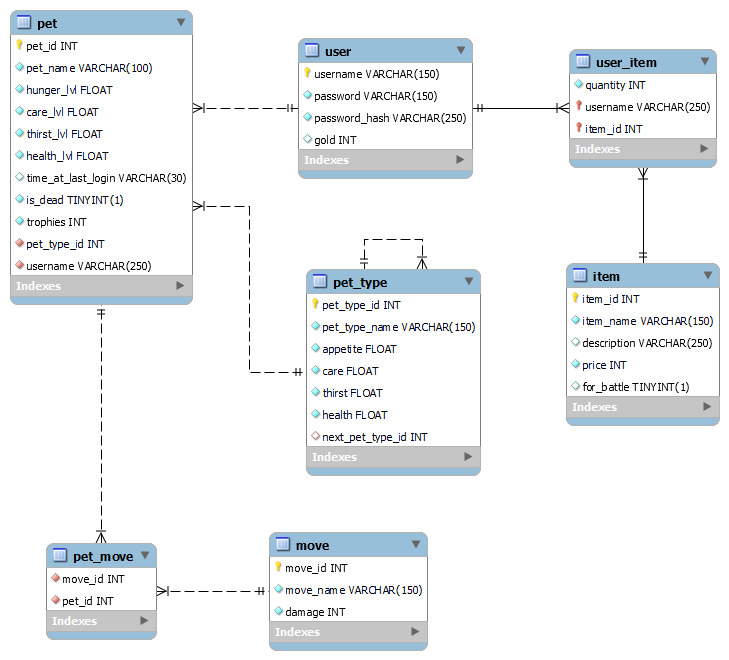 pet
pet_id INT
pet_name VARCHAR(100)
hunger_lvl FLOAT
care_lvl FLOAT
thirst_lvl FLOAT
health_lvl FLOAT
time_at_last_login VARCHAR(30)
is_dead TINYINT(1)
trophies INT
pet_type_id INT
username VARCHAR(250)
Indexes
user
username VARCHAR(150)
password VARCHAR(150)
password_hash VARCHAR(250)
gold INT
Indexes
user_item
quantity INT
username VARCHAR(250)
item_id INT
Indexes
pet_type
pet_type_id INT
pet_type_name VARCHAR(150)
appetite FLOAT
care FLOAT
thirst FLOAT
health FLOAT
next_pet_type_id INT
Indexes
item
item_id INT
item_name VARCHAR(150)
description VARCHAR(250)
price INT
for_battle TINYINT(1)
Indexes
pet_move
move_id INT
pet_id INT
Indexes
move
move_id INT
move_name VARCHAR(150)
damage INT
Indexes